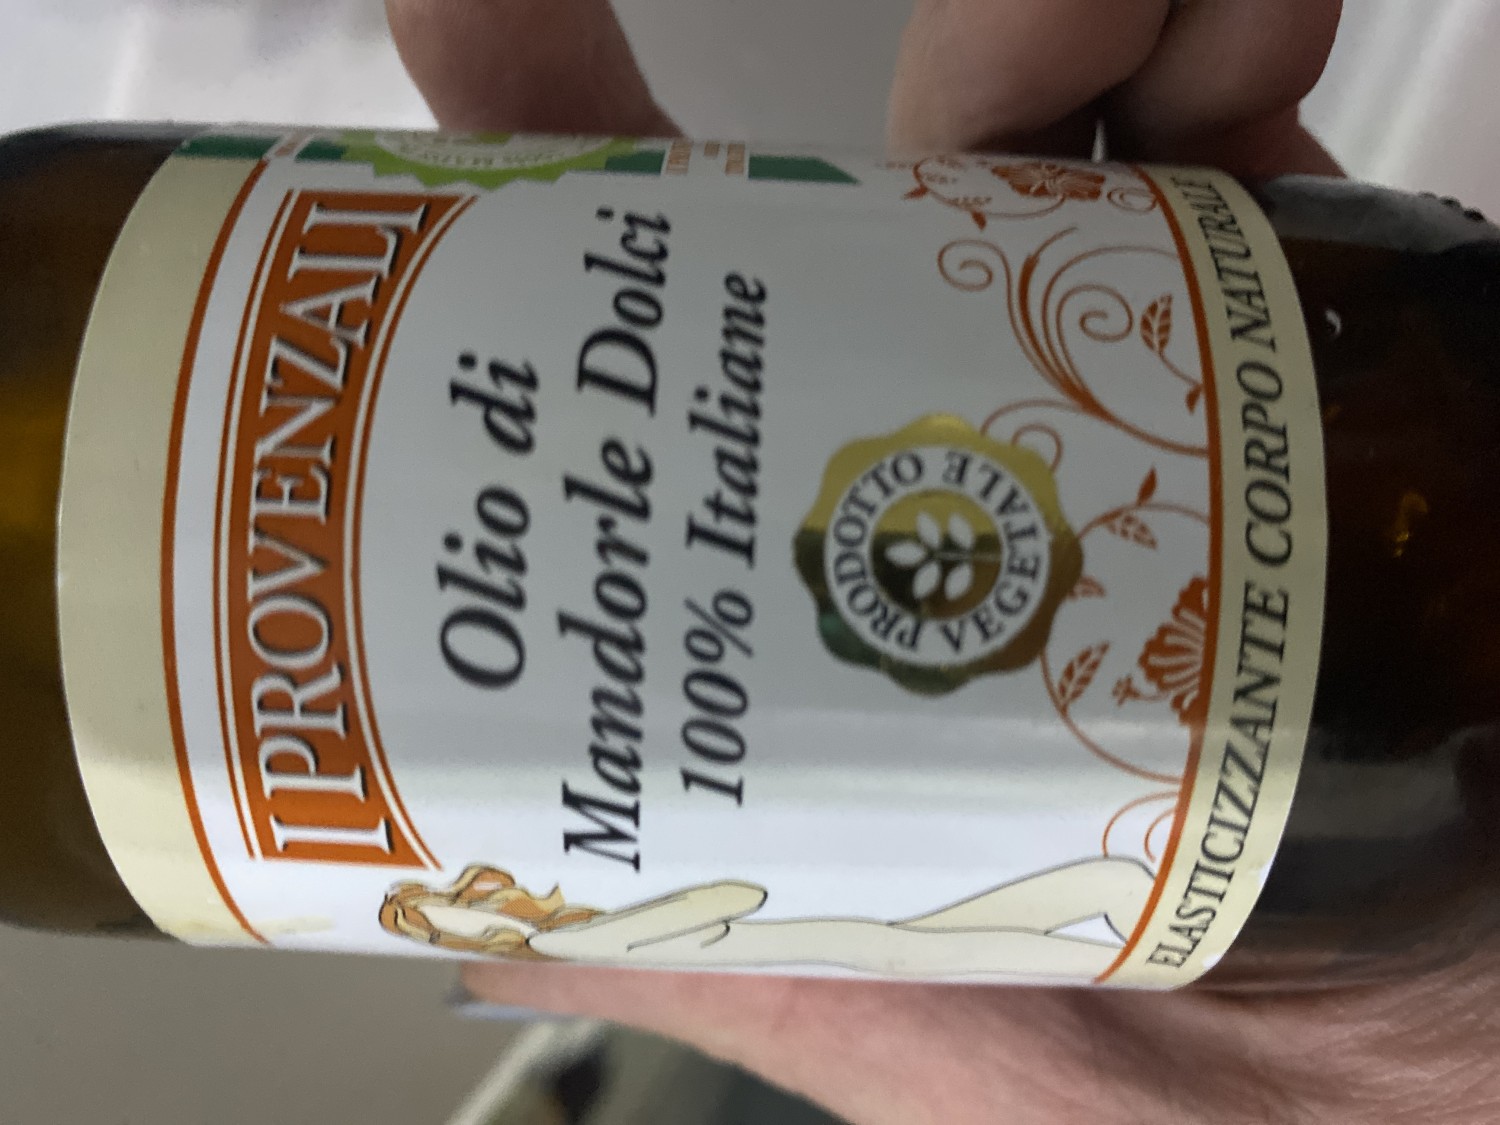 I PROVENZALI
Olio di
Mandorle Dolci
100% Italiane
PRODOTTO VEGETALE
ELASTICIZZANTE CORPO NATURALE